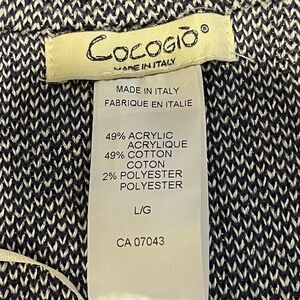 COCOGIÒ®
MADE IN ITALY
MADE IN ITALY
FABRIQUE EN ITALIE
49% ACRYLIC
ACRYLIQUE
49% COTTON
COTON
2% POLYESTER
POLYESTER
L/G
CA 07043